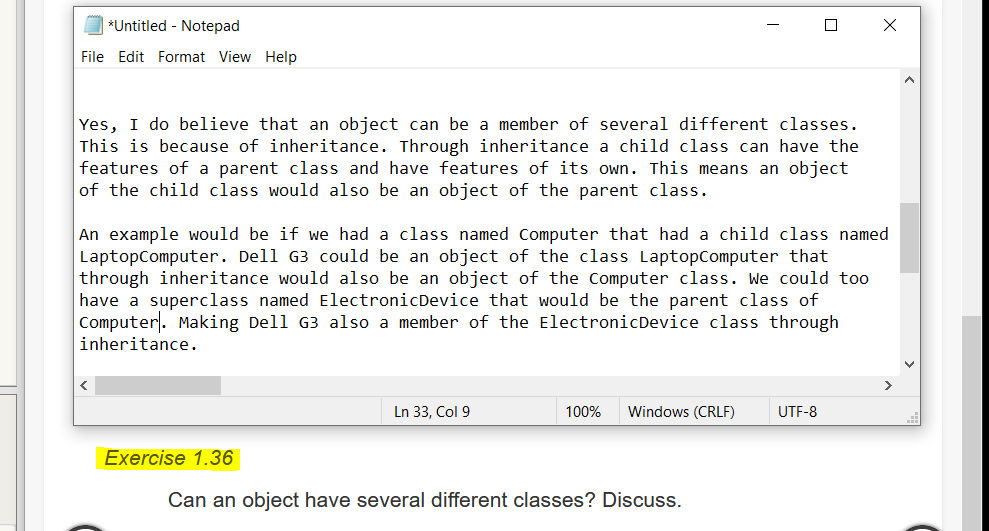 *Untitled - Notepad
File Edit Format View Help
Yes, I do believe that an object can be a member of several different classes.
This is because of inheritance. Through inheritance a child class can have the
features of a parent class and have features of its own. This means an object
of the child class would also be an object of the parent class.
An example would be if we had a class named Computer that had a child class named
LaptopComputer. Dell G3 could be an object of the class LaptopComputer that
through inheritance would also be an object of the Computer class. We could too
have a superclass named ElectronicDevice that would be the parent class of
Computer. Making Dell G3 also a member of the ElectronicDevice class through
inheritance.
Ln 33, Col 9 100% Windows (CRLF) UTF-8
Exercise 1.36
Can an object have several different classes? Discuss.